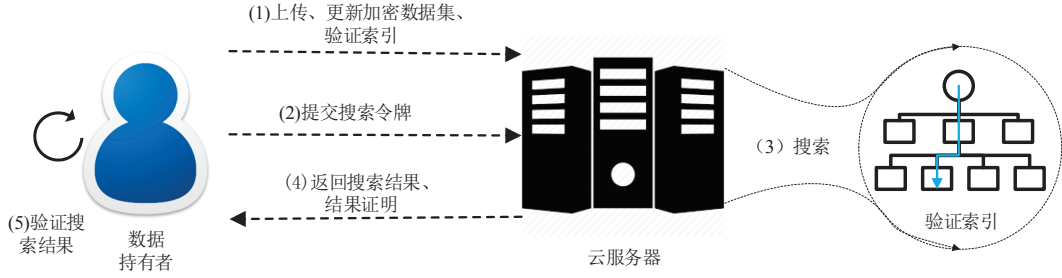 (1)上传、更新加密数据集、
验证索引
(2)提交搜索令牌
（3）搜索
(4)返回搜索结果、
结果证明
(5)验证搜
索结果
数据
持有者
云服务器
验证索引